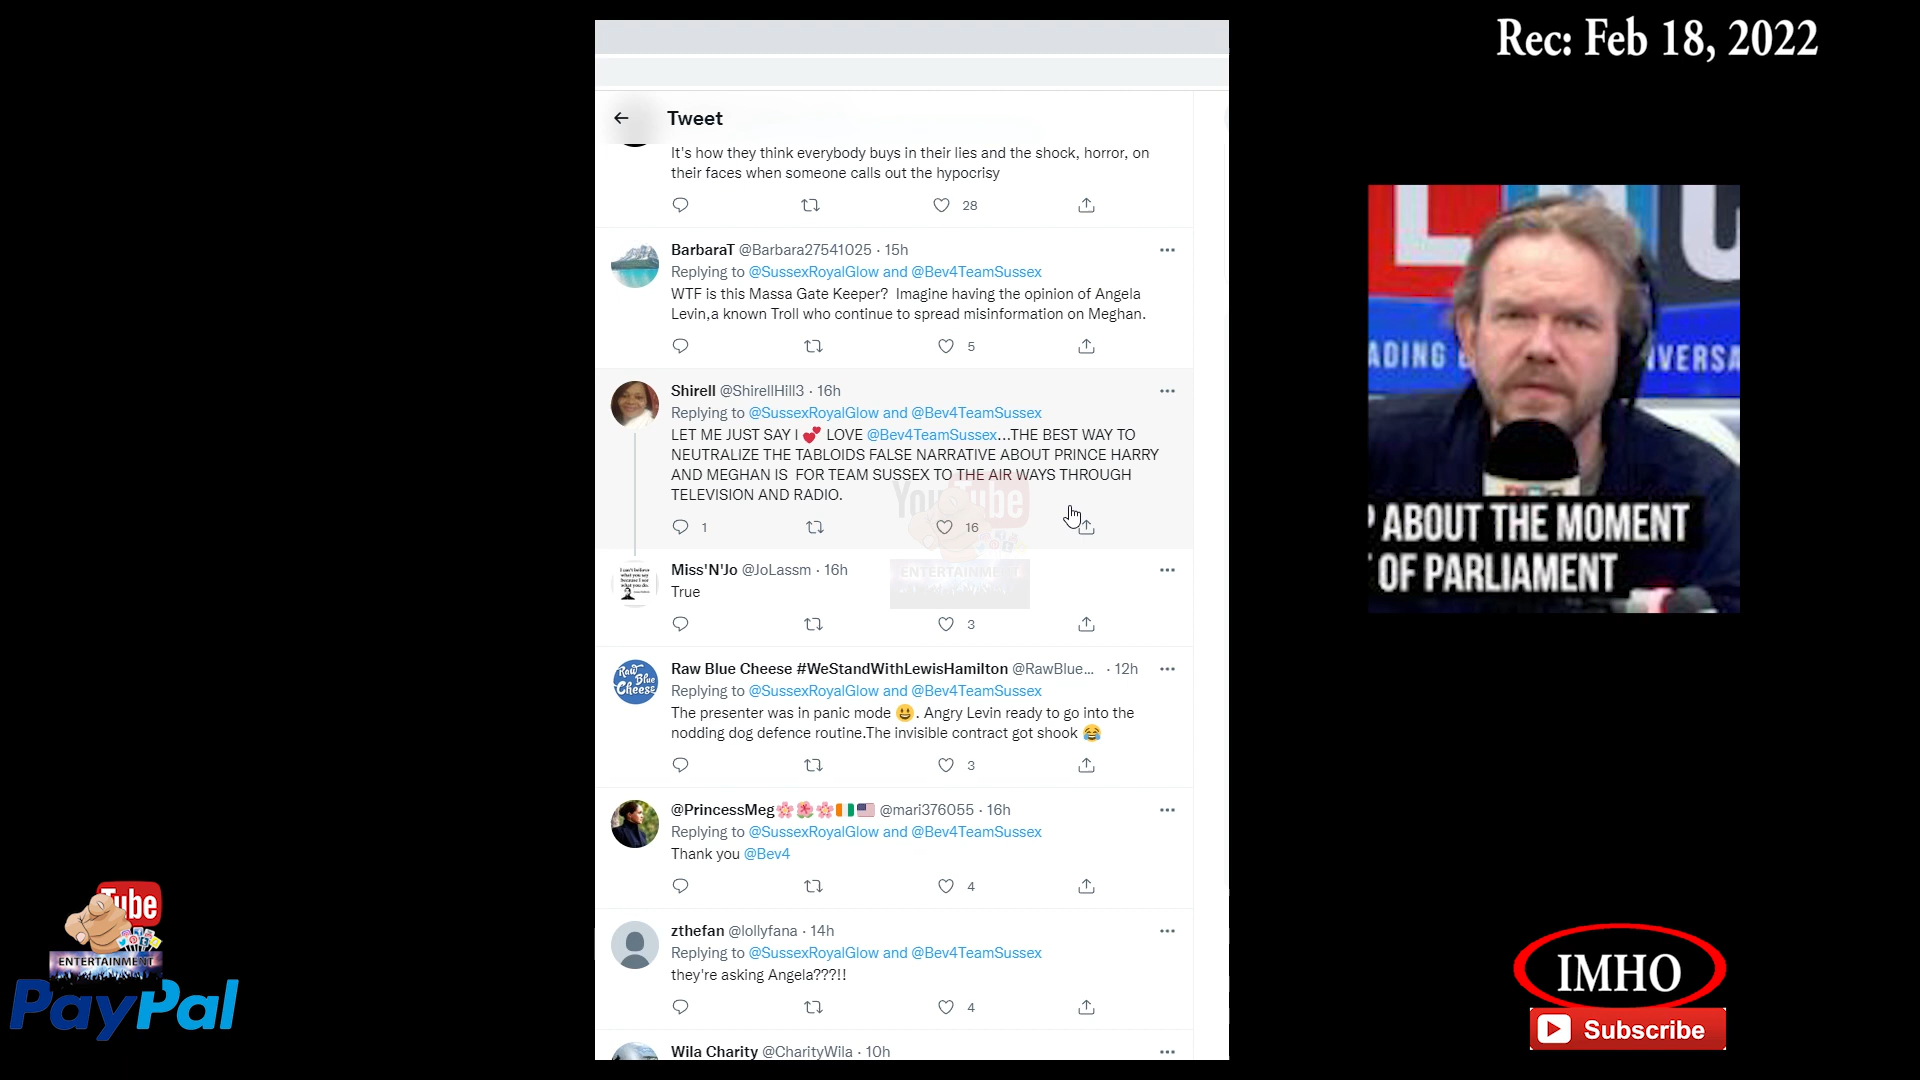 Rec: Feb 18, 2022
Tweet
It's how they think everybody buys in their lies and the shock, horror, on
their faces when someone calls out the hypocrisy
28
BarbaraT @Barbara27541025 · 15h
Replying to @SussexRoyalGlow and @Bev4TeamSussex
WTF is this Massa Gate Keeper?  Imagine having the opinion of Angela
Levin,a known Troll who continue to spread misinformation on Meghan.
5
Shirell @ShirellHill3 · 16h
Replying to @SussexRoyalGlow and @Bev4TeamSussex
LET ME JUST SAY I 💕 LOVE @Bev4TeamSussex...THE BEST WAY TO
NEUTRALIZE THE TABLOIDS FALSE NARRATIVE ABOUT PRINCE HARRY
AND MEGHAN IS  FOR TEAM SUSSEX TO THE AIR WAYS THROUGH
TELEVISION AND RADIO.
1 16
YouTube
ENTERTAINMENT
Miss'N'Jo @JoLassm · 16h
True
3
Raw Blue Cheese
Raw Blue Cheese #WeStandWithLewisHamilton @RawBlue... · 12h
Replying to @SussexRoyalGlow and @Bev4TeamSussex
The presenter was in panic mode 😃. Angry Levin ready to go into the
nodding dog defence routine.The invisible contract got shook 😂
3
@PrincessMeg🌸🌺🌸🇮🇪🇺🇸 @mari376055 · 16h
Replying to @SussexRoyalGlow and @Bev4TeamSussex
Thank you @Bev4
4
zthefan @lollyfana · 14h
Replying to @SussexRoyalGlow and @Bev4TeamSussex
they're asking Angela???!!
4
Wila Charity @CharityWila · 10h
ABOUT THE MOMENT
OF PARLIAMENT
Tube
ENTERTAINMENT
PayPal
IMHO
Subscribe